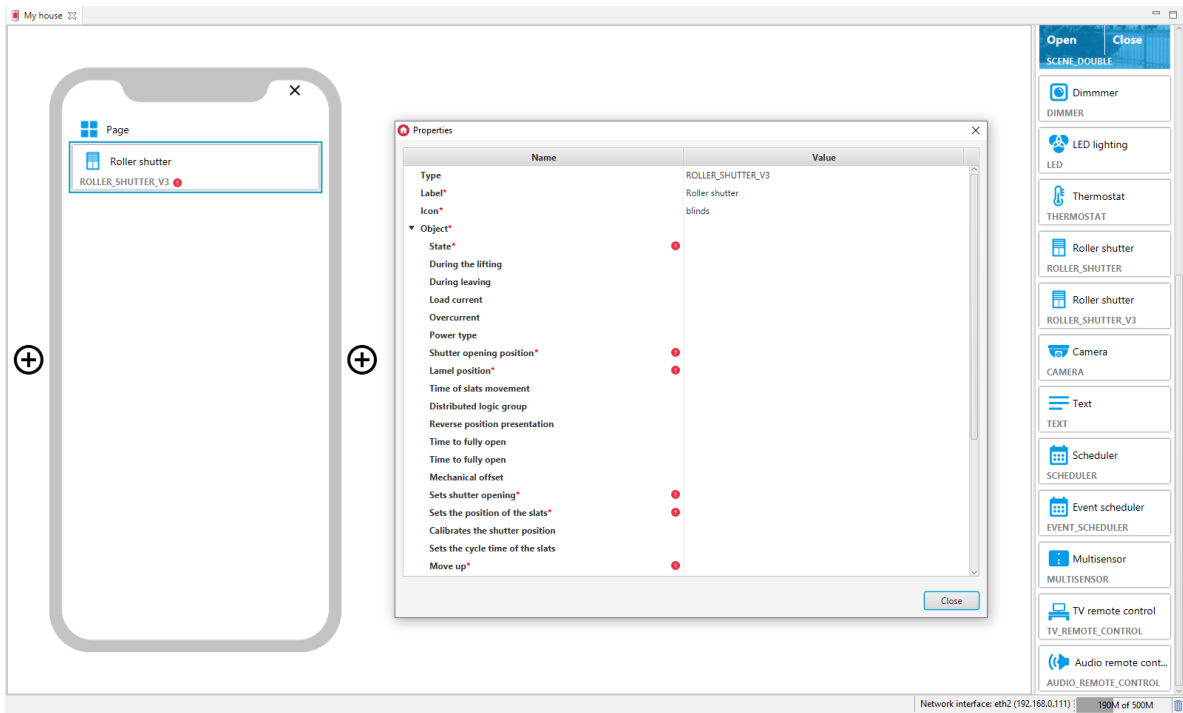 My house
Page
Roller shutter
ROLLER_SHUTTER_V3
Properties
Name Value
Type ROLLER_SHUTTER_V3
Label* Roller shutter
Icon* blinds
Object*
State*
During the lifting
During leaving
Load current
Overcurrent
Power type
Shutter opening position*
Lamel position*
Time of slats movement
Distributed logic group
Reverse position presentation
Time to fully open
Time to fully open
Mechanical offset
Sets shutter opening*
Sets the position of the slats*
Calibrates the shutter position
Sets the cycle time of the slats
Move up*
Close
Open Close
SCENE_DOUBLE
Dimmmer
DIMMER
LED lighting
LED
Thermostat
THERMOSTAT
Roller shutter
ROLLER_SHUTTER
Roller shutter
ROLLER_SHUTTER_V3
Camera
CAMERA
Text
TEXT
Scheduler
SCHEDULER
Event scheduler
EVENT_SCHEDULER
Multisensor
MULTISENSOR
TV remote control
TV_REMOTE_CONTROL
Audio remote cont...
AUDIO_REMOTE_CONTROL
Network interface: eth2 (192.168.0.111) 190M of 500M